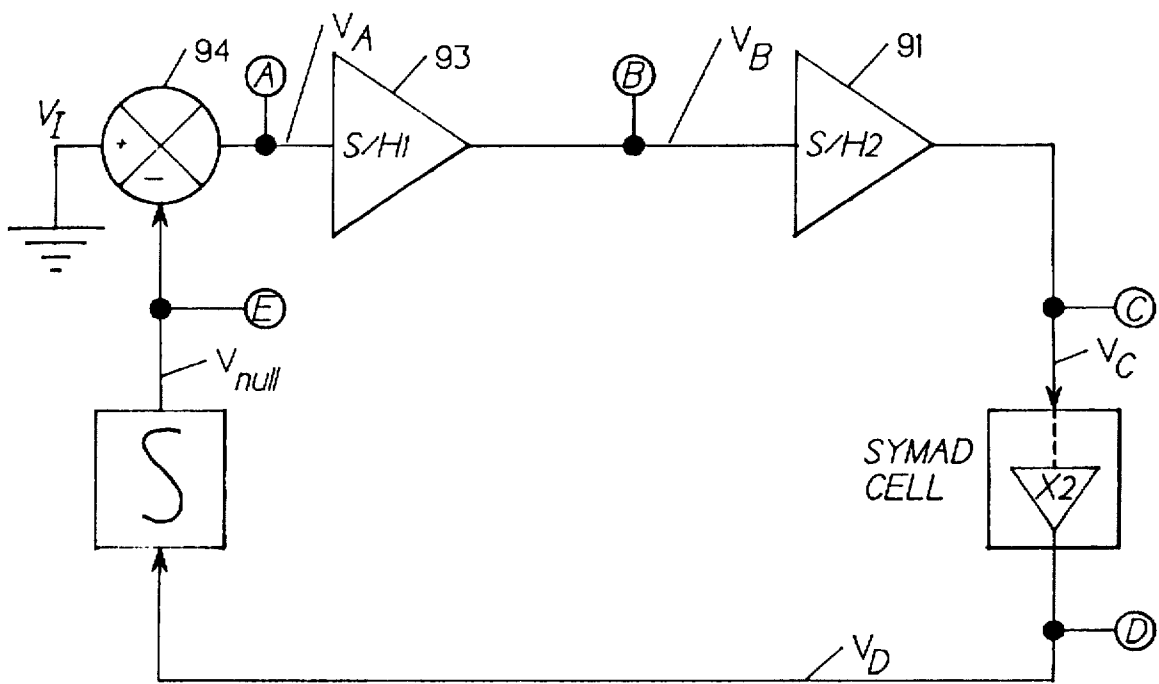 V_A
94
A
93
B
V_B
91
V_I
+
−
S/H1
S/H2
E
C
V_null
V_C
SYMAD
CELL
X2
D
V_D